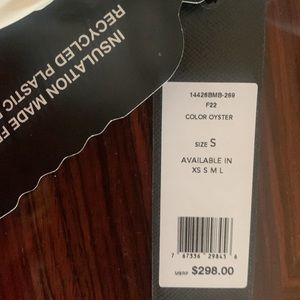 INSULATION MADE
RECYCLED PLASTIC
14426BMB-269
F22
COLOR OYSTER
SIZE S
AVAILABLE IN
XS S M L
7 67336 29845 6
MSRP $298.00